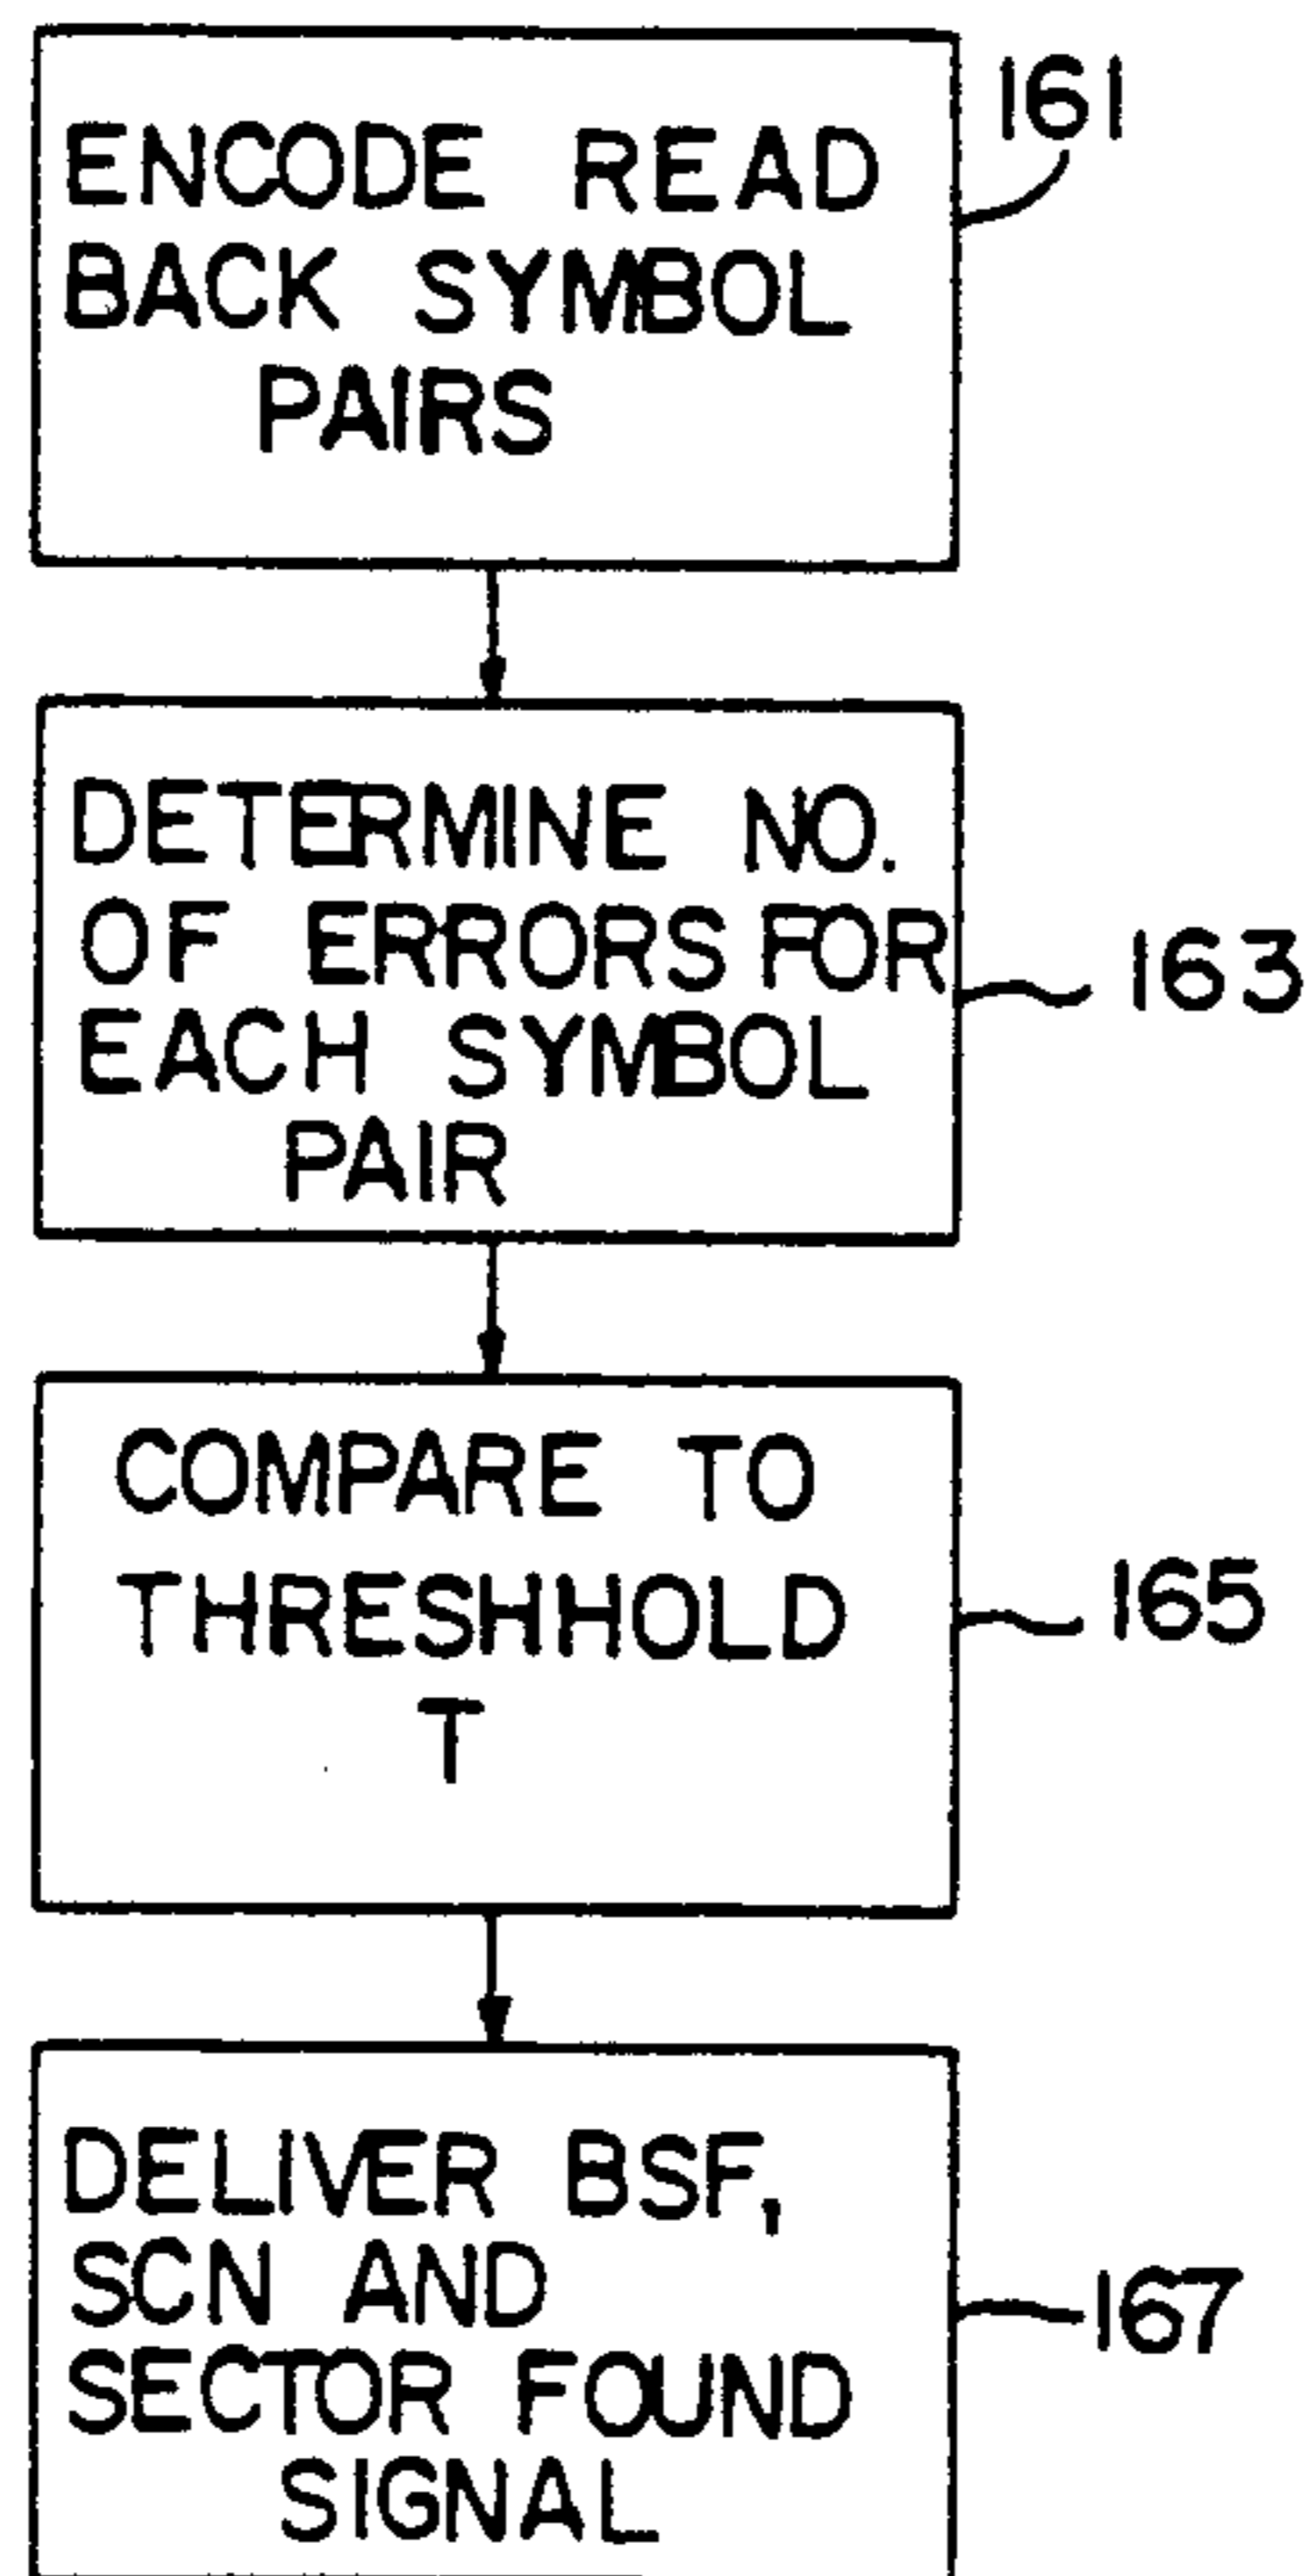 ENCODE READ
BACK SYMBOL
PAIRS
161
DETERMINE NO.
OF ERRORS FOR
EACH SYMBOL
PAIR
163
COMPARE TO
THRESHHOLD
T
165
DELIVER BSF,
SCN AND
SECTOR FOUND
SIGNAL
167